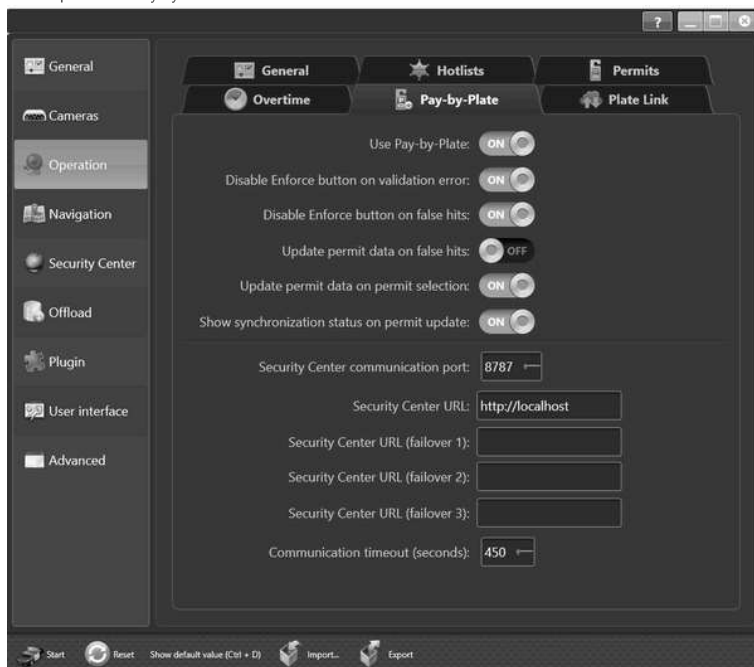 ?
General
Cameras
Operation
Navigation
Security Center
Offload
Plugin
User interface
Advanced
General
Hotlists
Permits
Overtime
Pay-by-Plate
Plate Link
Use Pay-by-Plate: ON
Disable Enforce button on validation error: ON
Disable Enforce button on false hits: ON
Update permit data on false hits: OFF
Update permit data on permit selection: ON
Show synchronization status on permit update: ON
Security Center communication port: 8787
Security Center URL: http://localhost
Security Center URL (failover 1):
Security Center URL (failover 2):
Security Center URL (failover 3):
Communication timeout (seconds): 450
Start Reset Show default value (Ctrl + D) Import... Export